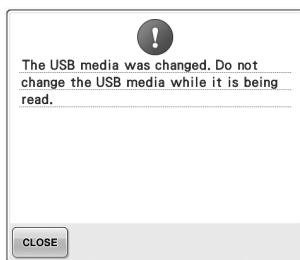 The USB media was changed. Do not
change the USB media while it is being
read.
CLOSE